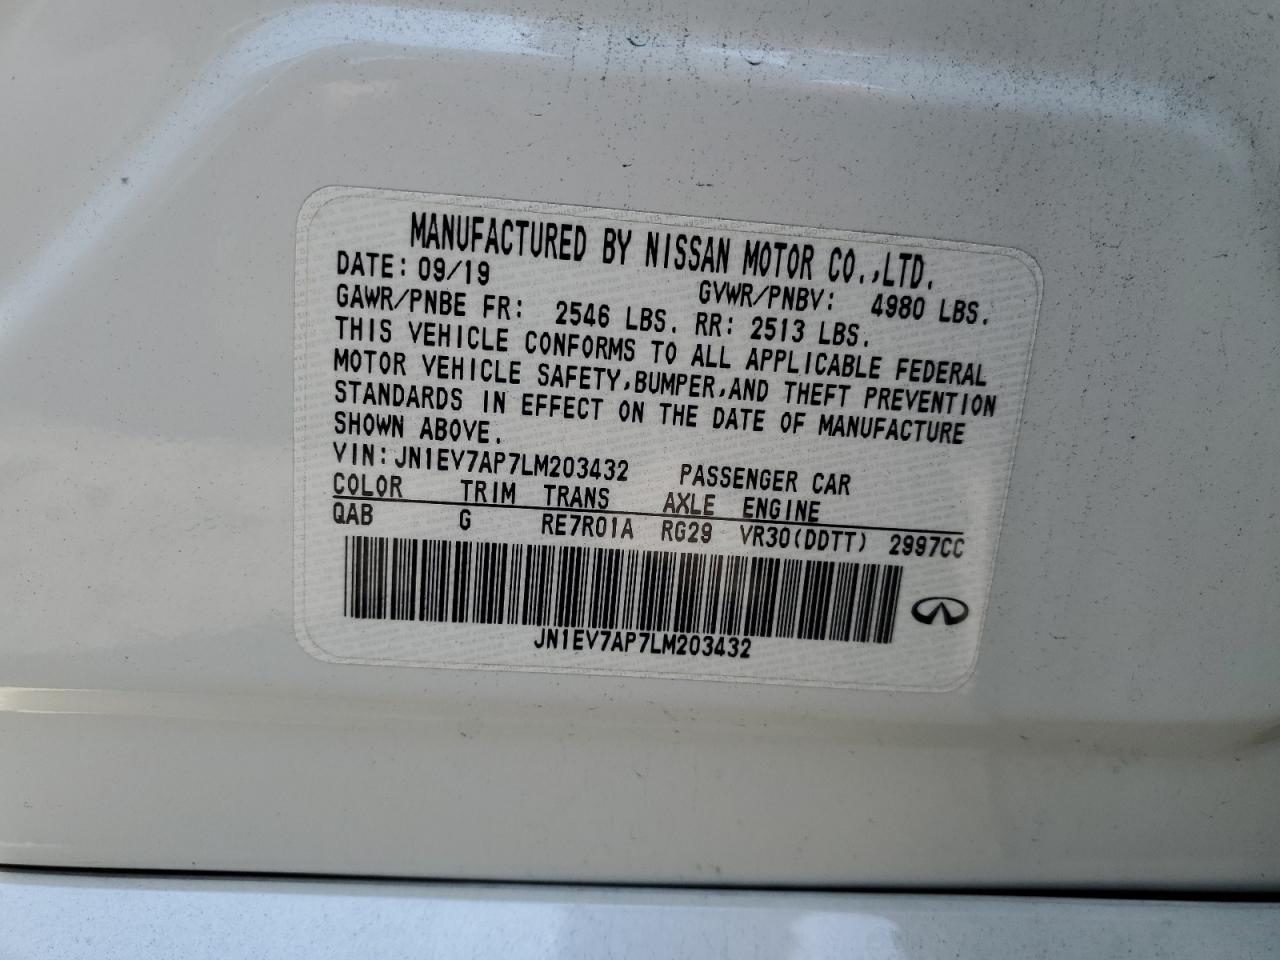 MANUFACTURED BY NISSAN MOTOR CO.,LTD.
DATE: 09/19 GVWR/PNBV: 4980 LBS.
GAWR/PNBE FR: 2546 LBS. RR: 2513 LBS.
THIS VEHICLE CONFORMS TO ALL APPLICABLE FEDERAL
MOTOR VEHICLE SAFETY,BUMPER,AND THEFT PREVENTION
STANDARDS IN EFFECT ON THE DATE OF MANUFACTURE
SHOWN ABOVE.
VIN: JN1EV7AP7LM203432 PASSENGER CAR
COLOR TRIM TRANS AXLE ENGINE
QAB G RE7R01A RG29 VR30(DDTT) 2997CC
JN1EV7AP7LM203432